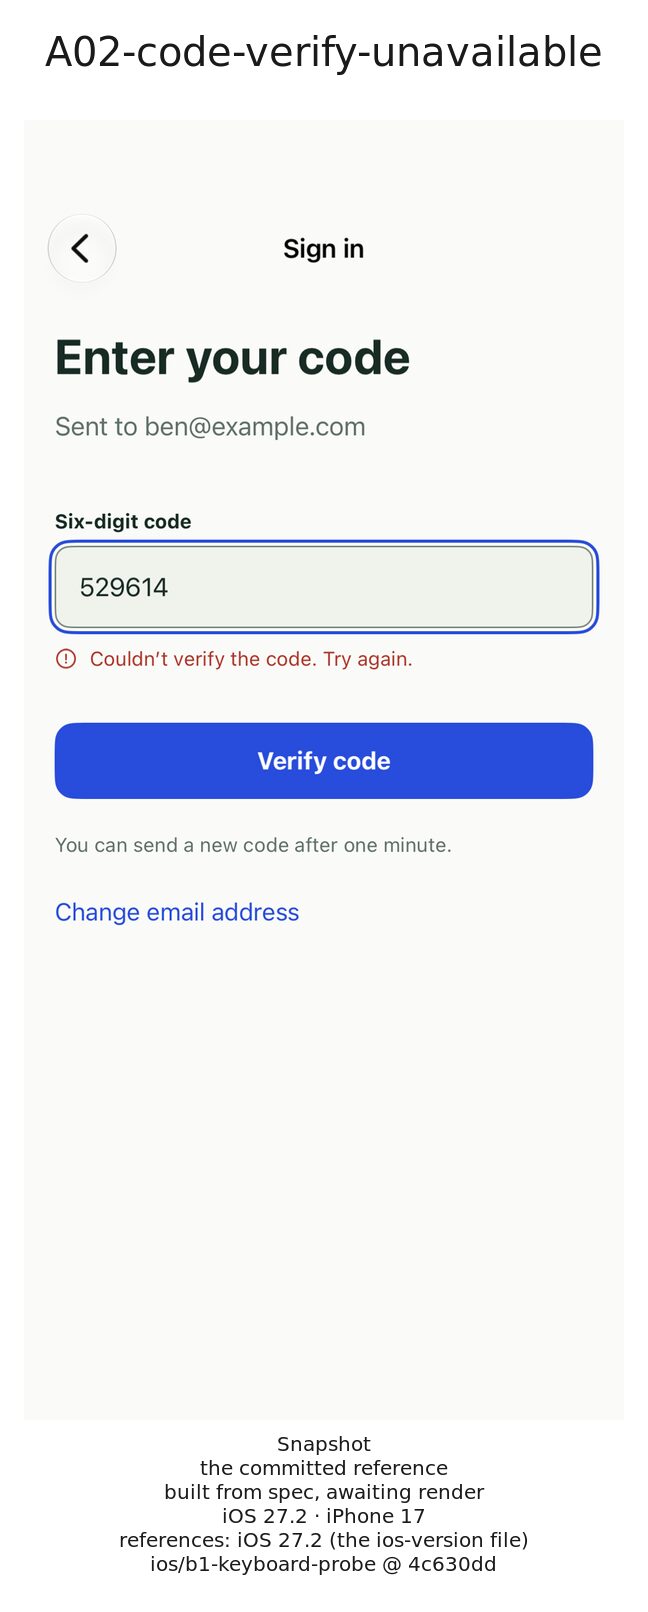 A02-code-verify-unavailable
Sign in
Enter your code
Sent to ben@example.com
Six-digit code
529614
Couldn’t verify the code. Try again.
Verify code
You can send a new code after one minute.
Change email address
Snapshot
the committed reference
built from spec, awaiting render
iOS 27.2 · iPhone 17
references: iOS 27.2 (the ios-version file)
ios/b1-keyboard-probe @ 4c630dd